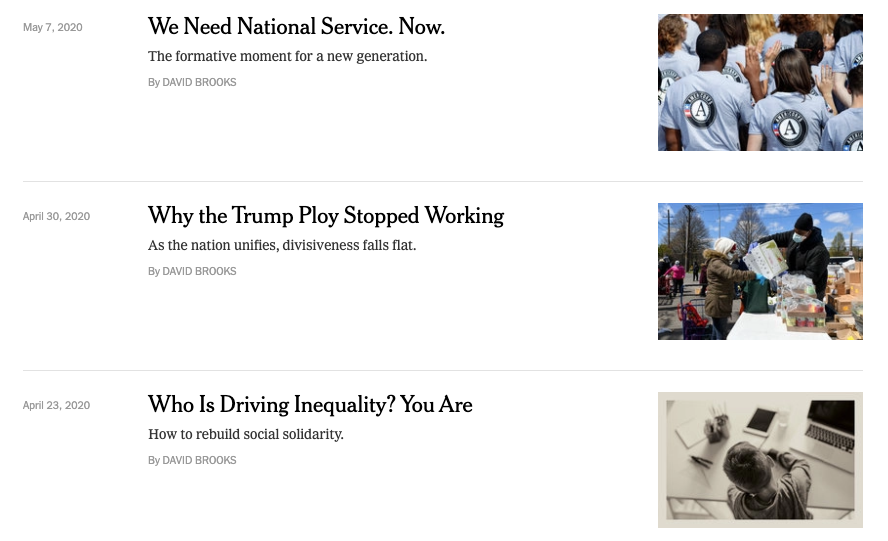 May 7, 2020
We Need National Service. Now.
The formative moment for a new generation.
By DAVID BROOKS
AMERICORPS
A
A
April 30, 2020
Why the Trump Ploy Stopped Working
As the nation unifies, divisiveness falls flat.
By DAVID BROOKS
April 23, 2020
Who Is Driving Inequality? You Are
How to rebuild social solidarity.
By DAVID BROOKS